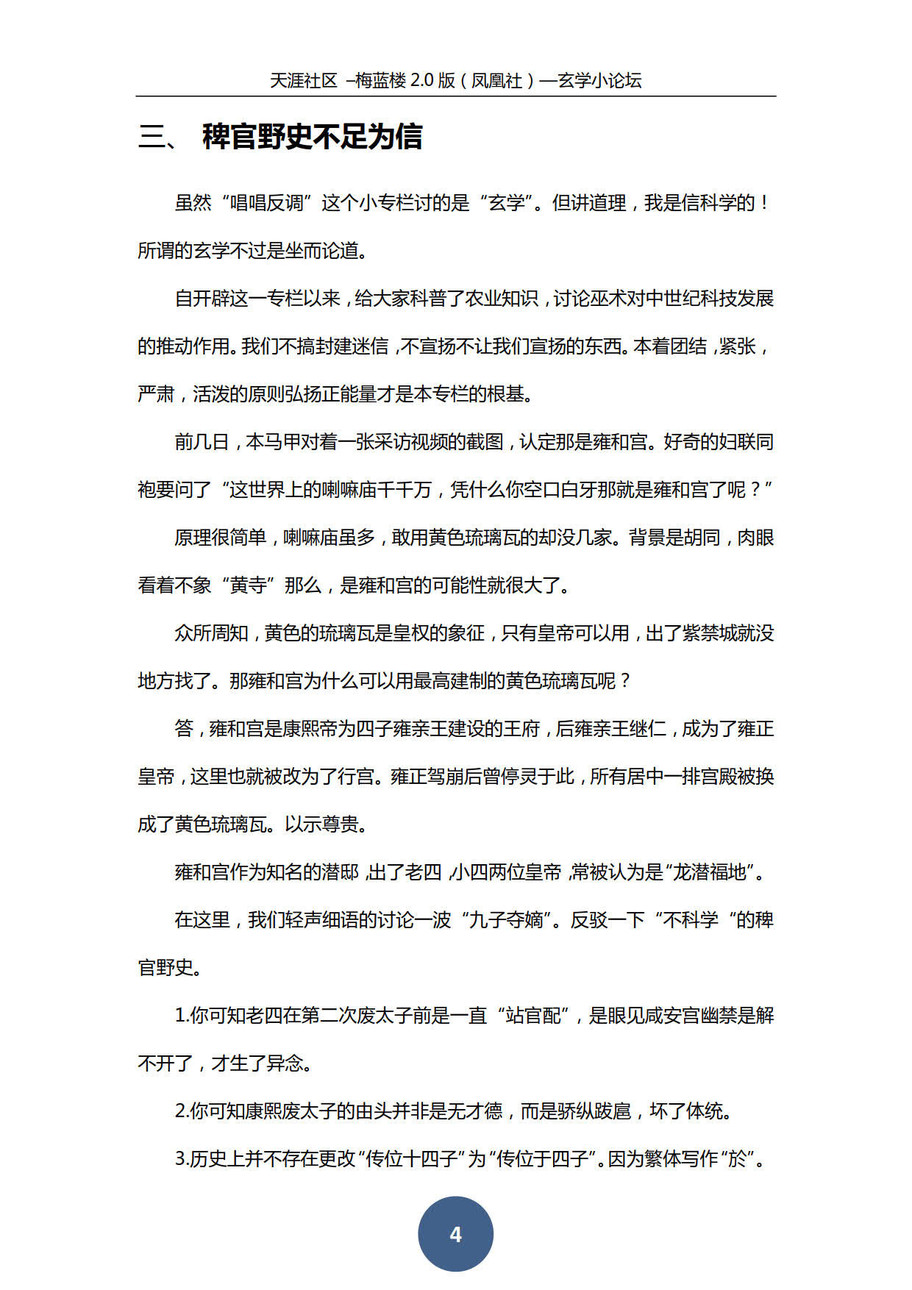 天涯社区 –梅蓝楼 2.0 版（凤凰社）—玄学小论坛
三、 稗官野史不足为信
虽然“唱唱反调”这个小专栏讨的是“玄学”。但讲道理，我是信科学的！
所谓的玄学不过是坐而论道。
自开辟这一专栏以来，给大家科普了农业知识，讨论巫术对中世纪科技发展
的推动作用。我们不搞封建迷信，不宣扬不让我们宣扬的东西。本着团结，紧张，
严肃，活泼的原则弘扬正能量才是本专栏的根基。
前几日，本马甲对着一张采访视频的截图，认定那是雍和宫。好奇的妇联同
袍要问了“这世界上的喇嘛庙千千万，凭什么你空口白牙那就是雍和宫了呢？”
原理很简单，喇嘛庙虽多，敢用黄色琉璃瓦的却没几家。背景是胡同，肉眼
看着不象“黄寺”那么，是雍和宫的可能性就很大了。
众所周知，黄色的琉璃瓦是皇权的象征，只有皇帝可以用，出了紫禁城就没
地方找了。那雍和宫为什么可以用最高建制的黄色琉璃瓦呢？
答，雍和宫是康熙帝为四子雍亲王建设的王府，后雍亲王继仁，成为了雍正
皇帝，这里也就被改为了行宫。雍正驾崩后曾停灵于此，所有居中一排宫殿被换
成了黄色琉璃瓦。以示尊贵。
雍和宫作为知名的潜邸，出了老四，小四两位皇帝，常被认为是“龙潜福地”。
在这里，我们轻声细语的讨论一波“九子夺嫡”。反驳一下“不科学“的稗
官野史。
1.你可知老四在第二次废太子前是一直“站官配”，是眼见咸安宫幽禁是解
不开了，才生了异念。
2.你可知康熙废太子的由头并非是无才德，而是骄纵跋扈，坏了体统。
3.历史上并不存在更改“传位十四子”为“传位于四子”。因为繁体写作“於”。
4